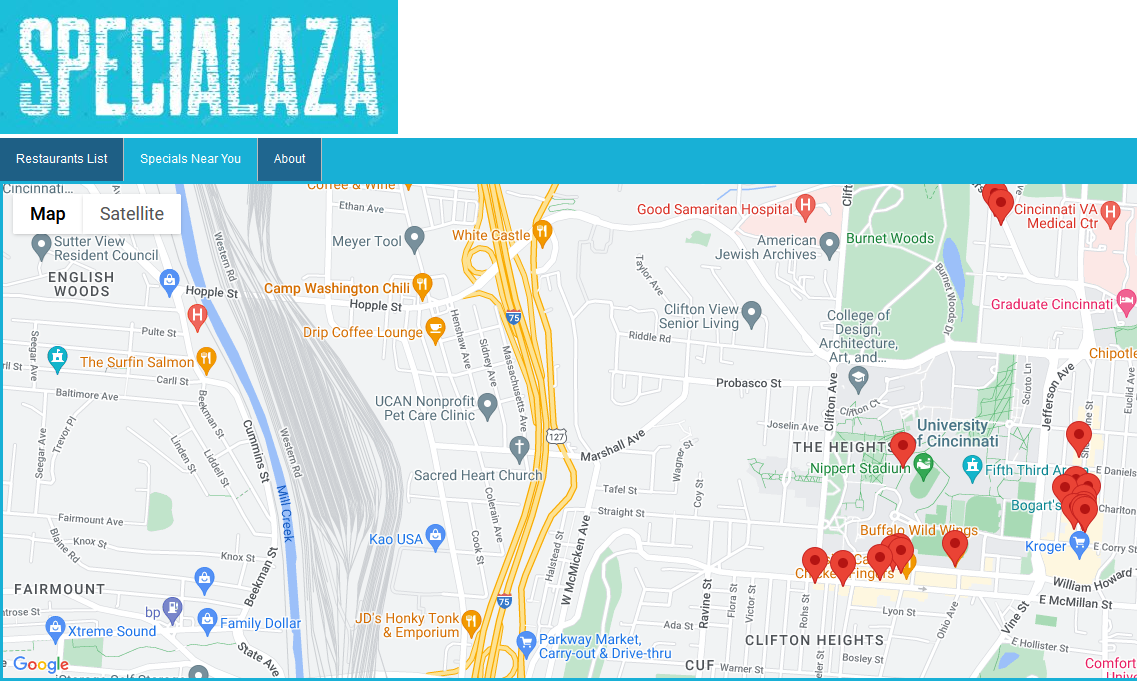 SPECIALAZA
Restaurants List
Specials Near You
About
Cincinnati...
Coffee & Wine
Map
Satellite
Sutter View
Resident Council
ENGLISH
WOODS
Western Rd
Hopple St
Ethan Ave
Meyer Tool
White Castle
Camp Washington Chili
Hopple St
Drip Coffee Lounge
75
Good Samaritan Hospital
American
Jewish Archives
Burnet Woods
Cincinnati VA
Medical Ctr
Taylor Ave
Clifton View
Senior Living
Riddle Rd
Burnet Woods Dr
Graduate Cincinnati
College of
Design,
Architecture,
Art, and...
Chipotle
Pulte St
Seegar Ave
The Surfin Salmon
Carll St
Baltimore Ave
Beekman St
Henshaw Ave
Sidney Ave
Massachusetts Ave
Probasco St
Clifton Ave
Clifton Ct
Scioto Ln
Jefferson Ave
Euclid Ave
UCAN Nonprofit
Pet Care Clinic
Trevor Pl
Seegar Ave
Linden St
Liddell St
Cummins St
Western Rd
127
Marshall Ave
Joselin Ave
University
of Cincinnati
THE HEIGHTS
Nippert Stadium
Fifth Third Arena
E Daniels
Sacred Heart Church
Wagner St
Coy St
Tafel St
Straight St
Mill Creek
Colerain Ave
Cook St
Bogart's
Charlton
Fairmount Ave
Knox St
Blaine Rd
Knox St
Kao USA
Halstead St
W McMicken Ave
Buffalo Wild Wings
Kroger
E Corry St
Chicken Fingers
FAIRMOUNT
Beekman St
75
William Howard T
E McMillan St
bp
Family Dollar
Xtreme Sound
State Ave
JD's Honky Tonk
& Emporium
Parkway Market,
Carry-out & Drive-thru
Ravine St
Flora St
Victor St
Rohs St
Ada St
Lyon St
Ohio Ave
Vine St
E Hollister St
CLIFTON HEIGHTS
CUF
Warner St
Bosley St
Comfort
Google